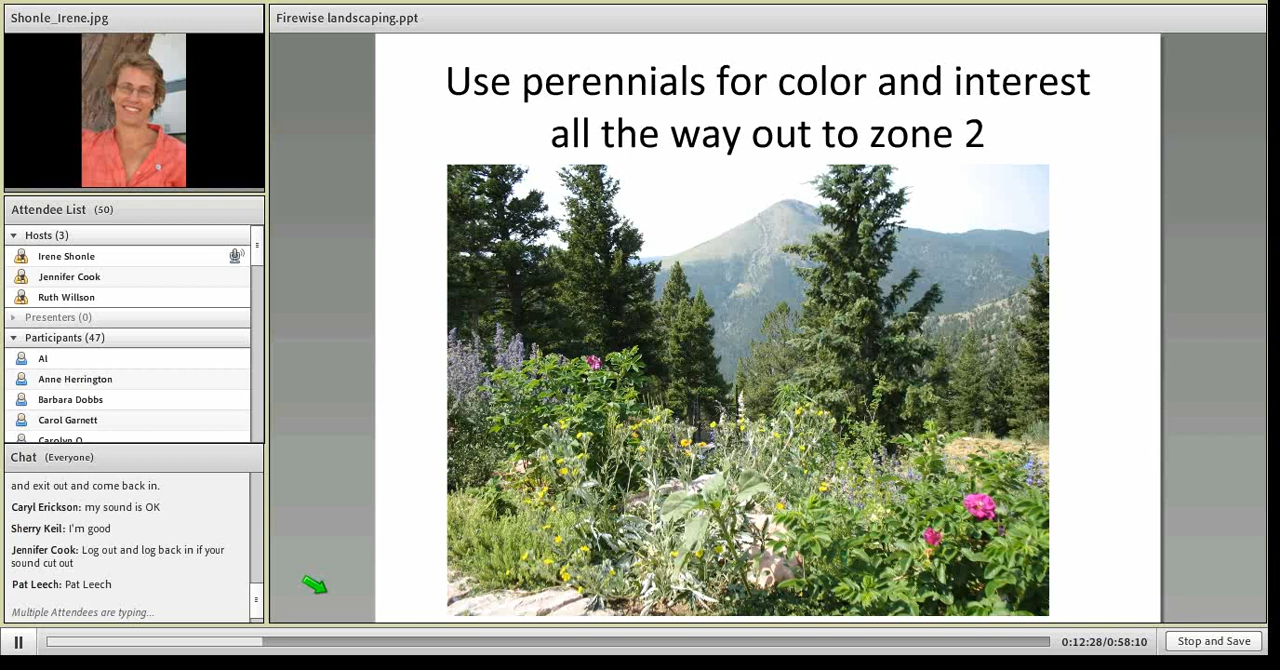 Shonle_Irene.jpg
Firewise landscaping.ppt
Use perennials for color and interest
all the way out to zone 2
Attendee List (50)
Hosts (3)
Irene Shonle
Jennifer Cook
Ruth Willson
Presenters (0)
Participants (47)
Al
Anne Herrington
Barbara Dobbs
Carol Garnett
Carolyn O
Chat (Everyone)
and exit out and come back in.
Caryl Erickson: my sound is OK
Sherry Keil: I'm good
Jennifer Cook: Log out and log back in if your
sound cut out
Pat Leech: Pat Leech
Multiple Attendees are typing...
0:12:28/0:58:10
Stop and Save